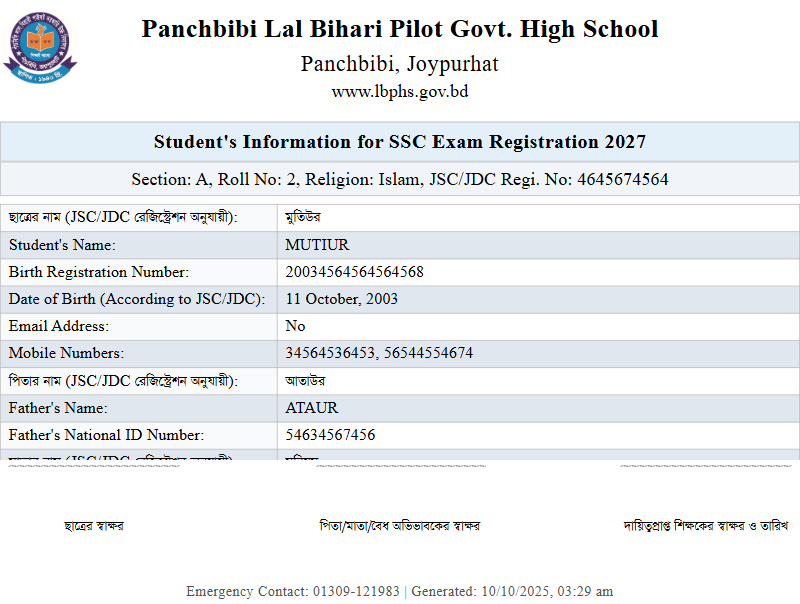 Panchbibi Lal Bihari Pilot Govt. High School
Panchbibi, Joypurhat
www.lbphs.gov.bd
Student's Information for SSC Exam Registration 2027
Section: A, Roll No: 2, Religion: Islam, JSC/JDC Regi. No: 4645674564
ছাত্রের নাম (JSC/JDC রেজিস্ট্রেশন অনুযায়ী): মুতিউর
Student's Name: MUTIUR
Birth Registration Number: 20034564564564568
Date of Birth (According to JSC/JDC): 11 October, 2003
Email Address: No
Mobile Numbers: 34564536453, 56544554674
পিতার নাম (JSC/JDC রেজিস্ট্রেশন অনুযায়ী): আতাউর
Father's Name: ATAUR
Father's National ID Number: 54634567456
ছাত্রের স্বাক্ষর পিতা/মাতা/বৈধ অভিভাবকের স্বাক্ষর দায়িত্বপ্রাপ্ত শিক্ষকের স্বাক্ষর ও তারিখ
Emergency Contact: 01309-121983 | Generated: 10/10/2025, 03:29 am